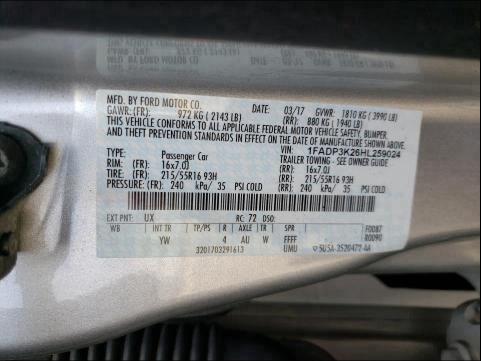 MFD. BY FORD MOTOR CO.
DATE: 03/17 GVWR: 1810 KG ( 3990 LB)
GAWR:(FR): 972 KG ( 2143 LB) (RR): 880 KG ( 1940 LB)
THIS VEHICLE CONFORMS TO ALL APPLICABLE FEDERAL MOTOR VEHICLE SAFETY, BUMPER,
AND THEFT PREVENTION STANDARDS IN EFFECT ON THE DATE OF MANUFACTURE SHOWN ABOVE.
VIN: 1FADP3K26HL259024
TYPE: Passenger Car TRAILER TOWING - SEE OWNER GUIDE
RIM: (FR): 16x7.0J (RR): 16x7.0J
TIRE: (FR): 215/55R16 93H (RR): 215/55R16 93H
PRESSURE: (FR): 240 kPa/ 35 PSI COLD (RR): 240 kPa/ 35 PSI COLD
EXT PNT: UX RC: 72 DSO:
WB INT TR TP/PS R AXLE TR SPR F0087
YW 4 AU W FFFF R0090
3201703291613 UMU